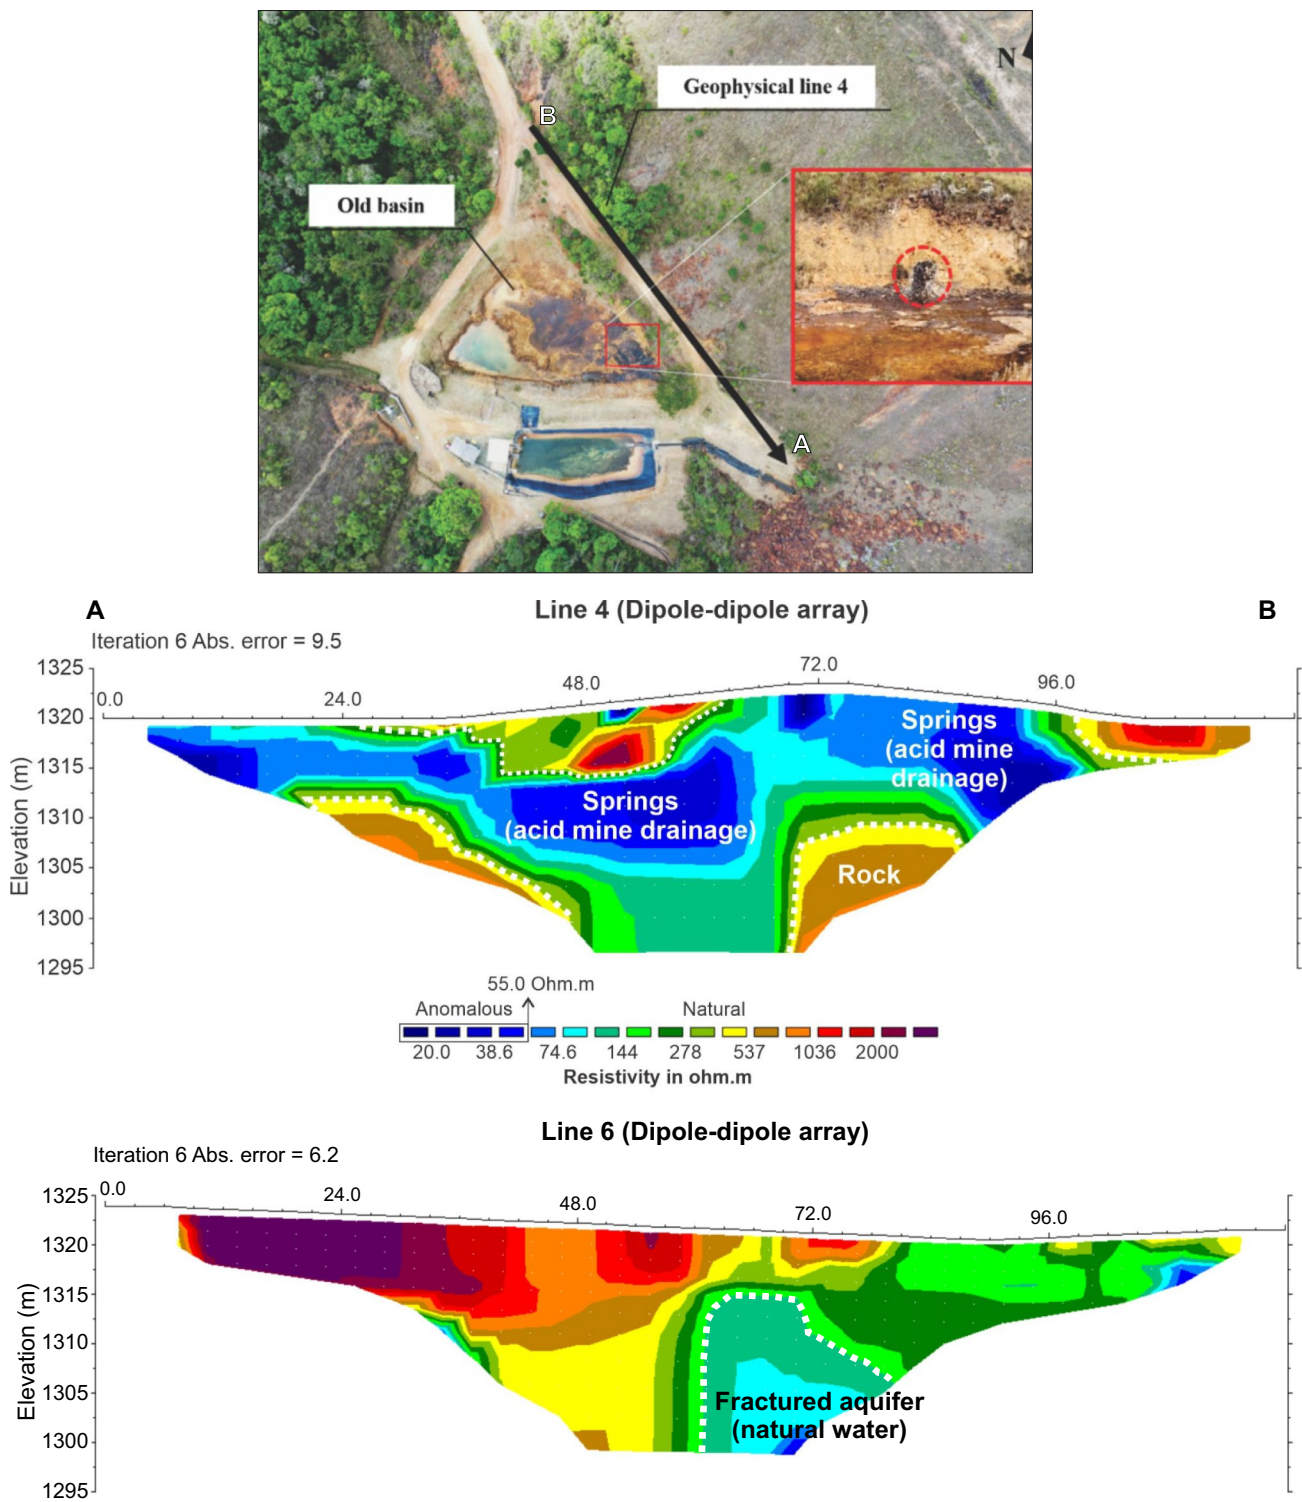 N
Geophysical line 4
B
Old basin
A
A
Line 4 (Dipole-dipole array)
B
Iteration 6 Abs. error = 9.5
1325
1320
1315
1310
1305
1300
1295
Elevation (m)
0.0
24.0
48.0
72.0
96.0
Springs
(acid mine
drainage)
Springs
(acid mine drainage)
Rock
55.0 Ohm.m
Anomalous
Natural
20.0 38.6 74.6 144 278 537 1036 2000
Resistivity in ohm.m
Line 6 (Dipole-dipole array)
Iteration 6 Abs. error = 6.2
1325
1320
1315
1310
1305
1300
1295
Elevation (m)
0.0
24.0
48.0
72.0
96.0
Fractured aquifer
(natural water)